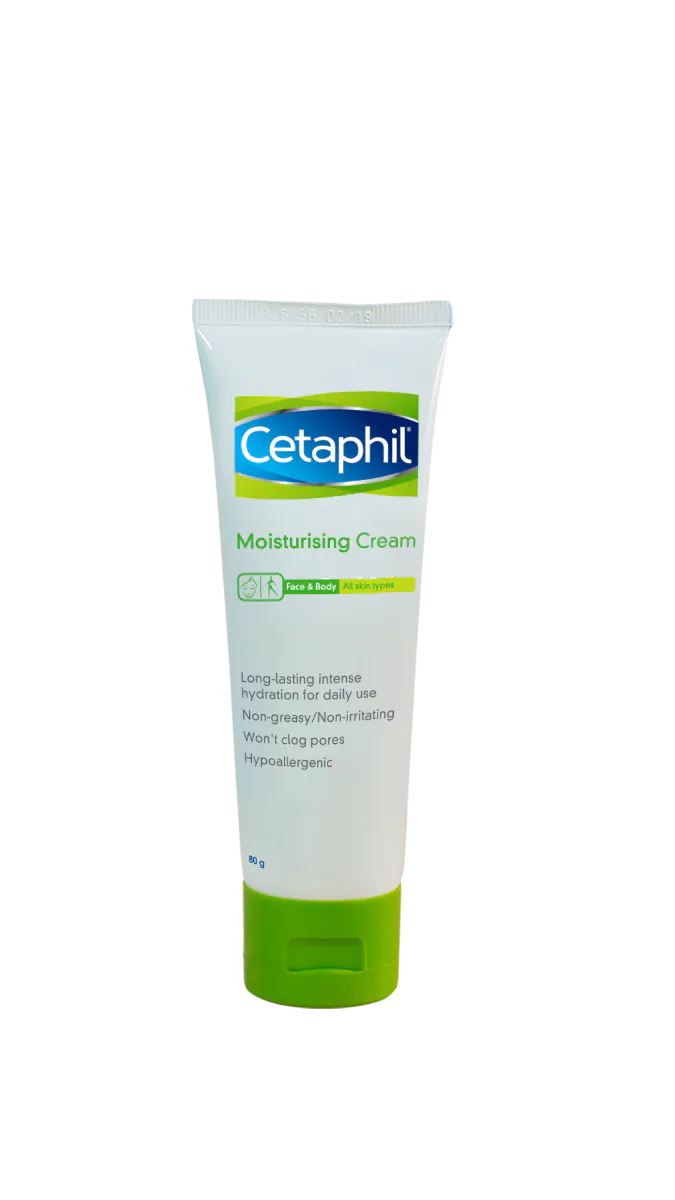 Cetaphil®
Moisturising Cream
Face & Body All skin types
Long-lasting intense
hydration for daily use
Non-greasy/Non-irritating
Won't clog pores
Hypoallergenic
80 g